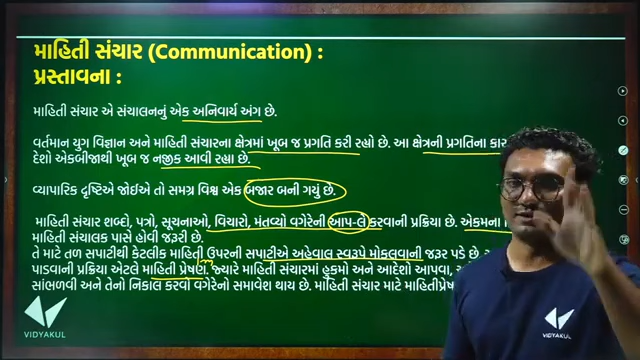 માહિતી સંચાર (Communication) :
પ્રસ્તાવના :
માહિતી સંચાર એ સંચાલનનું એક અનિવાર્ય અંગ છે.
વર્તમાન યુગ વિજ્ઞાન અને માહિતી સંચારના ક્ષેત્રમાં ખૂબ જ પ્રગતિ કરી રહ્યો છે. આ ક્ષેત્રની પ્રગતિના
દેશો એકબીજાથી ખૂબ જ નજીક આવી રહ્યા છે.
વ્યાપારિક દૃષ્ટિએ જોઈએ તો સમગ્ર વિશ્વ એક બજાર બની ગયું છે.
માહિતી સંચાર શબ્દો, પત્રો, સૂચનાઓ, વિચારો, મંતવ્યો વગેરેની આપ-લે કરવાની પ્રક્રિયા છે. એકમના
માહિતી સંચાલક પાસે હોવી જરૂરી છે.
તે માટે તળ સપાટીથી કેટલીક માહિતી ઉપરની સપાટીએ અહેવાલ સ્વરૂપે મોકલવાની જરૂર પડે છે.
પાડવાની પ્રક્રિયા એટલે માહિતી પ્રેષણ. જ્યારે માહિતી સંચારમાં હુકમો અને આદેશો આપવા,
સાંભળવી અને તેનો નિકાલ કરવો વગેરેનો સમાવેશ થાય છે. માહિતી સંચાર માટે
VIDYAKUL
VIDYAKUL